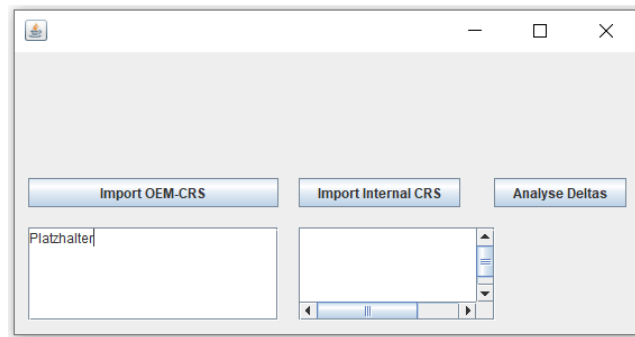 Import OEM-CRS
Import Internal CRS
Analyse Deltas
Platzhalter